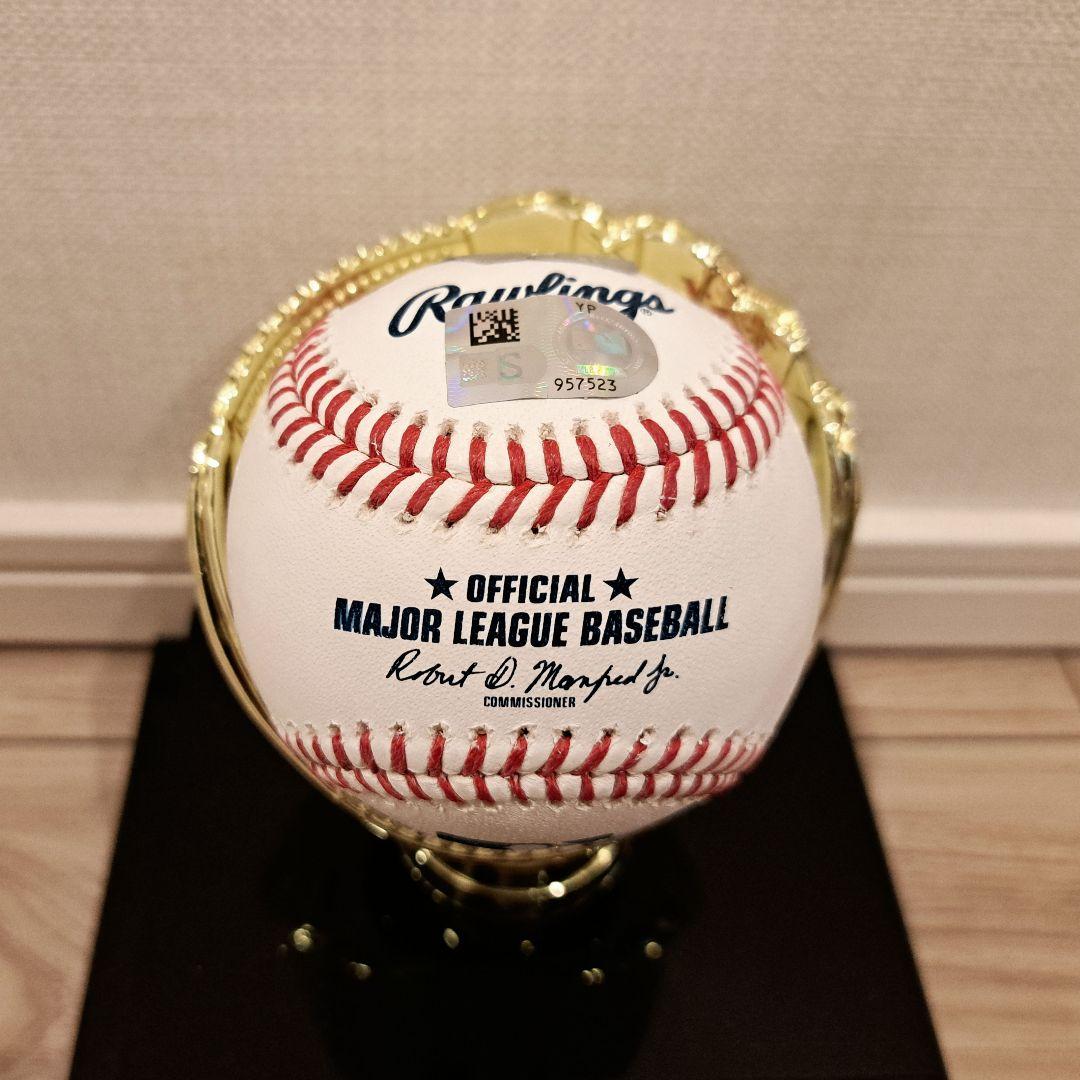 Rawlings®
YP
S
957523
★ OFFICIAL ★
MAJOR LEAGUE BASEBALL
Robert D. Manfred Jr.
COMMISSIONER